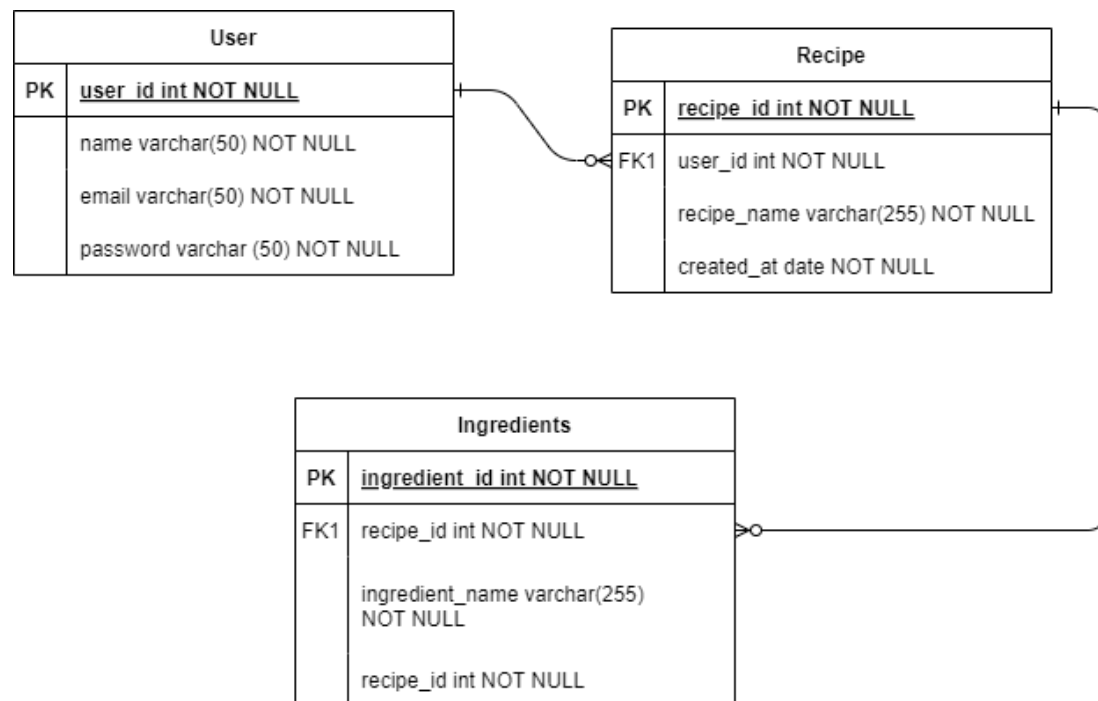 User
PK user_id int NOT NULL
name varchar(50) NOT NULL
email varchar(50) NOT NULL
password varchar (50) NOT NULL
Recipe
PK recipe_id int NOT NULL
FK1 user_id int NOT NULL
recipe_name varchar(255) NOT NULL
created_at date NOT NULL
Ingredients
PK ingredient_id int NOT NULL
FK1 recipe_id int NOT NULL
ingredient_name varchar(255)
NOT NULL
recipe_id int NOT NULL